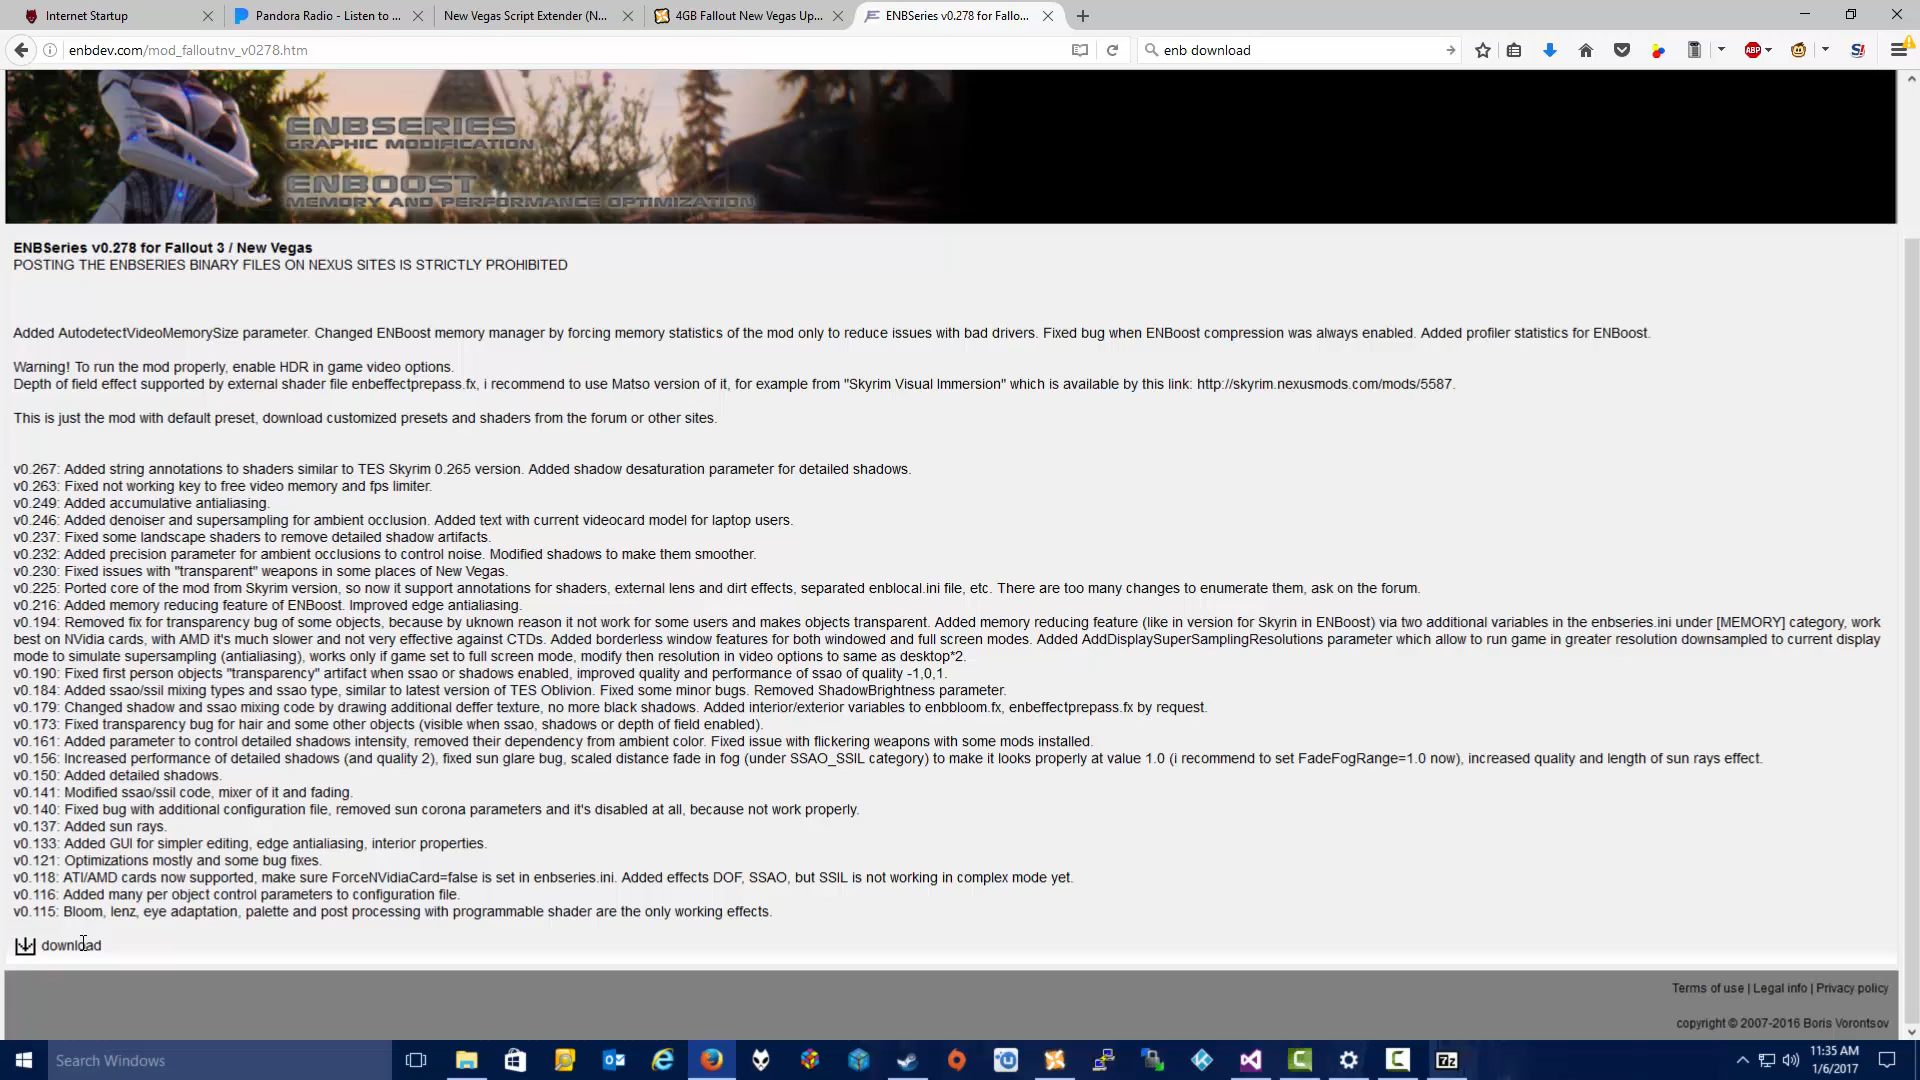 Internet Startup
Pandora Radio - Listen to ...
New Vegas Script Extender (N...
4GB Fallout New Vegas Up...
ENBSeries v0.278 for Fallo...
enbdev.com/mod_falloutnv_v0278.htm
enb download
ABP
ENBSERIES
GRAPHIC MODIFICATION
ENBOOST
MEMORY AND PERFORMANCE OPTIMIZATION
ENBSeries v0.278 for Fallout 3 / New Vegas
POSTING THE ENBSERIES BINARY FILES ON NEXUS SITES IS STRICTLY PROHIBITED
Added AutodetectVideoMemorySize parameter. Changed ENBoost memory manager by forcing memory statistics of the mod only to reduce issues with bad drivers. Fixed bug when ENBoost compression was always enabled. Added profiler statistics for ENBoost.
Warning! To run the mod properly, enable HDR in game video options.
Depth of field effect supported by external shader file enbeffectprepass.fx, i recommend to use Matso version of it, for example from "Skyrim Visual Immersion" which is available by this link: http://skyrim.nexusmods.com/mods/5587.
This is just the mod with default preset, download customized presets and shaders from the forum or other sites.
v0.267: Added string annotations to shaders similar to TES Skyrim 0.265 version. Added shadow desaturation parameter for detailed shadows.
v0.263: Fixed not working key to free video memory and fps limiter.
v0.249: Added accumulative antialiasing.
v0.246: Added denoiser and supersampling for ambient occlusion. Added text with current videocard model for laptop users.
v0.237: Fixed some landscape shaders to remove detailed shadow artifacts.
v0.232: Added precision parameter for ambient occlusions to control noise. Modified shadows to make them smoother.
v0.230: Fixed issues with "transparent" weapons in some places of New Vegas.
v0.225: Ported core of the mod from Skyrim version, so now it support annotations for shaders, external lens and dirt effects, separated enblocal.ini file, etc. There are too many changes to enumerate them, ask on the forum.
v0.216: Added memory reducing feature of ENBoost. Improved edge antialiasing.
v0.194: Removed fix for transparency bug of some objects, because by uknown reason it not work for some users and makes objects transparent. Added memory reducing feature (like in version for Skyrin in ENBoost) via two additional variables in the enbseries.ini under [MEMORY] category, work
best on NVidia cards, with AMD it's much slower and not very effective against CTDs. Added borderless window features for both windowed and full screen modes. Added AddDisplaySuperSamplingResolutions parameter which allow to run game in greater resolution downsampled to current display
mode to simulate supersampling (antialiasing), works only if game set to full screen mode, modify then resolution in video options to same as desktop*2.
v0.190: Fixed first person objects "transparency" artifact when ssao or shadows enabled, improved quality and performance of ssao of quality -1,0,1.
v0.184: Added ssao/ssil mixing types and ssao type, similar to latest version of TES Oblivion. Fixed some minor bugs. Removed ShadowBrightness parameter.
v0.179: Changed shadow and ssao mixing code by drawing additional deffer texture, no more black shadows. Added interior/exterior variables to enbbloom.fx, enbeffectprepass.fx by request.
v0.173: Fixed transparency bug for hair and some other objects (visible when ssao, shadows or depth of field enabled).
v0.161: Added parameter to control detailed shadows intensity, removed their dependency from ambient color. Fixed issue with flickering weapons with some mods installed.
v0.156: Increased performance of detailed shadows (and quality 2), fixed sun glare bug, scaled distance fade in fog (under SSAO_SSIL category) to make it looks properly at value 1.0 (i recommend to set FadeFogRange=1.0 now), increased quality and length of sun rays effect.
v0.150: Added detailed shadows.
v0.141: Modified ssao/ssil code, mixer of it and fading.
v0.140: Fixed bug with additional configuration file, removed sun corona parameters and it's disabled at all, because not work properly.
v0.137: Added sun rays.
v0.133: Added GUI for simpler editing, edge antialiasing, interior properties.
v0.121: Optimizations mostly and some bug fixes.
v0.118: ATI/AMD cards now supported, make sure ForceNVidiaCard=false is set in enbseries.ini. Added effects DOF, SSAO, but SSIL is not working in complex mode yet.
v0.116: Added many per object control parameters to configuration file.
v0.115: Bloom, lenz, eye adaptation, palette and post processing with programmable shader are the only working effects.
download
Terms of use | Legal info | Privacy policy
copyright © 2007-2016 Boris Vorontsov
Search Windows
7z
11:35 AM
1/6/2017